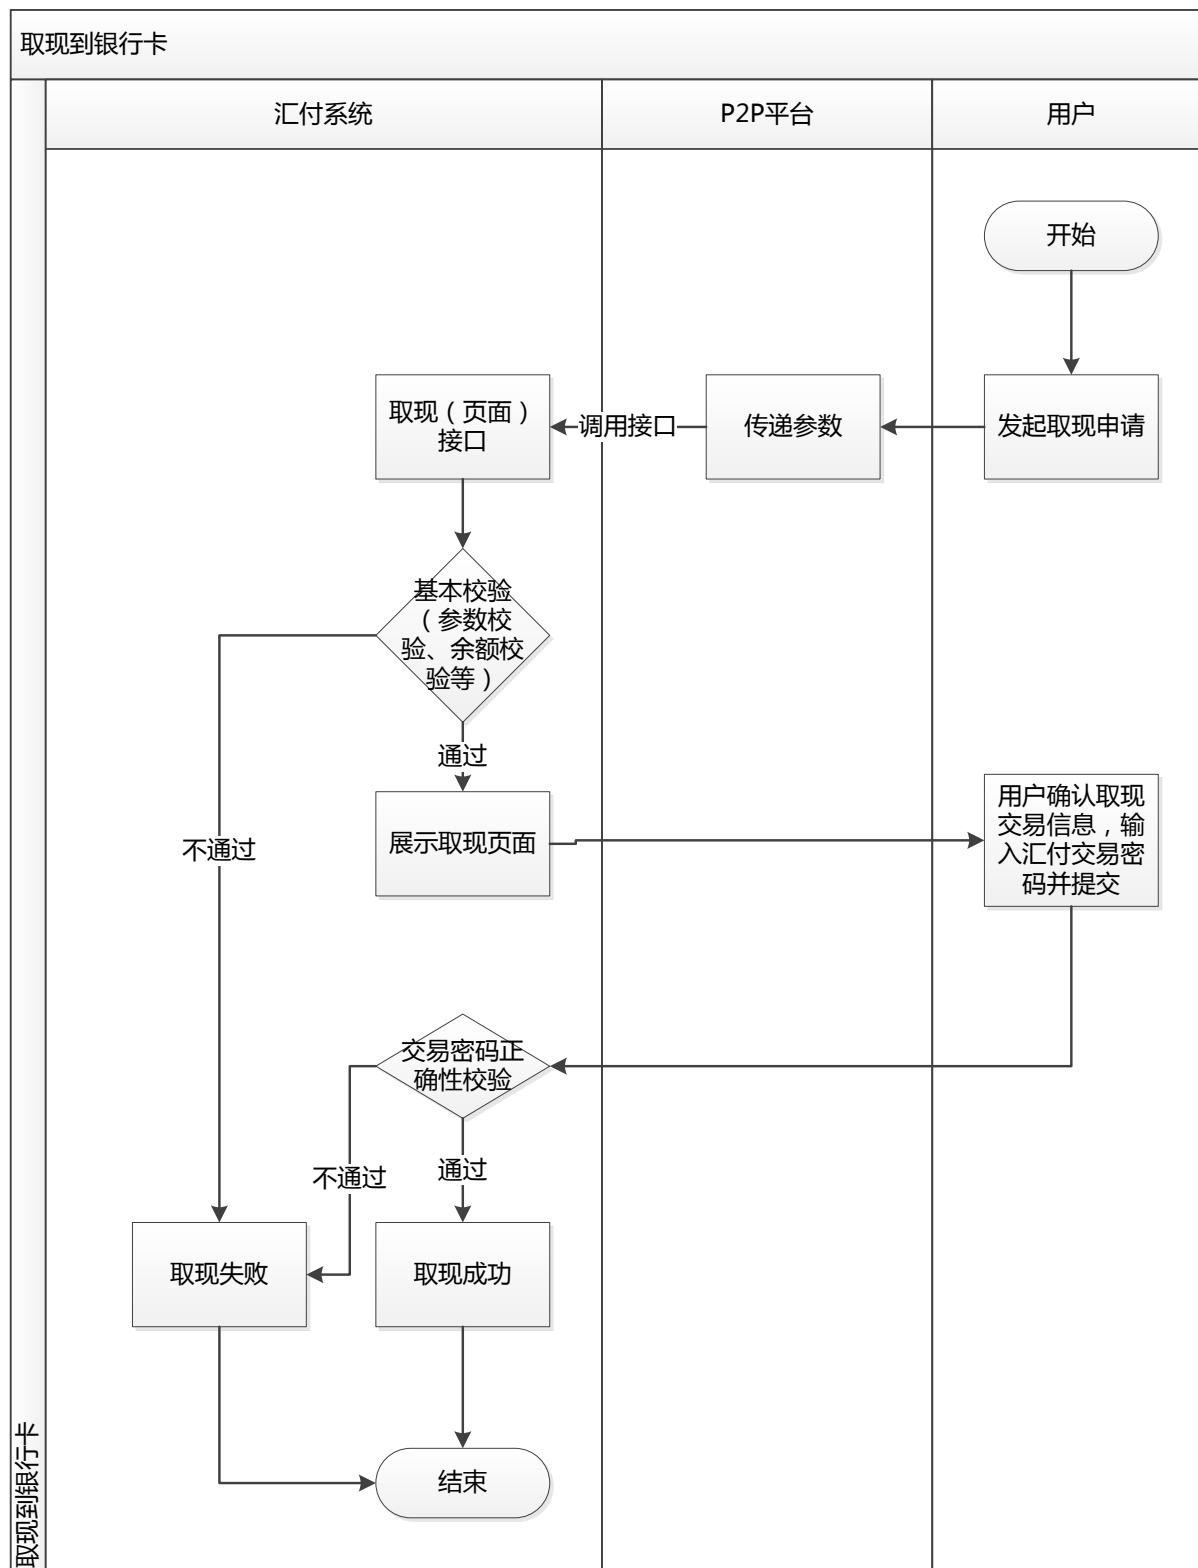 取现到银行卡
汇付系统
P2P平台
用户
开始
取现（页面）
接口
调用接口
传递参数
发起取现申请
基本校验
（参数校
验、余额校
验等）
通过
不通过
展示取现页面
用户确认取现
交易信息，输
入汇付交易密
码并提交
交易密码正
确性校验
不通过
通过
取现失败
取现成功
结束
取现到银行卡